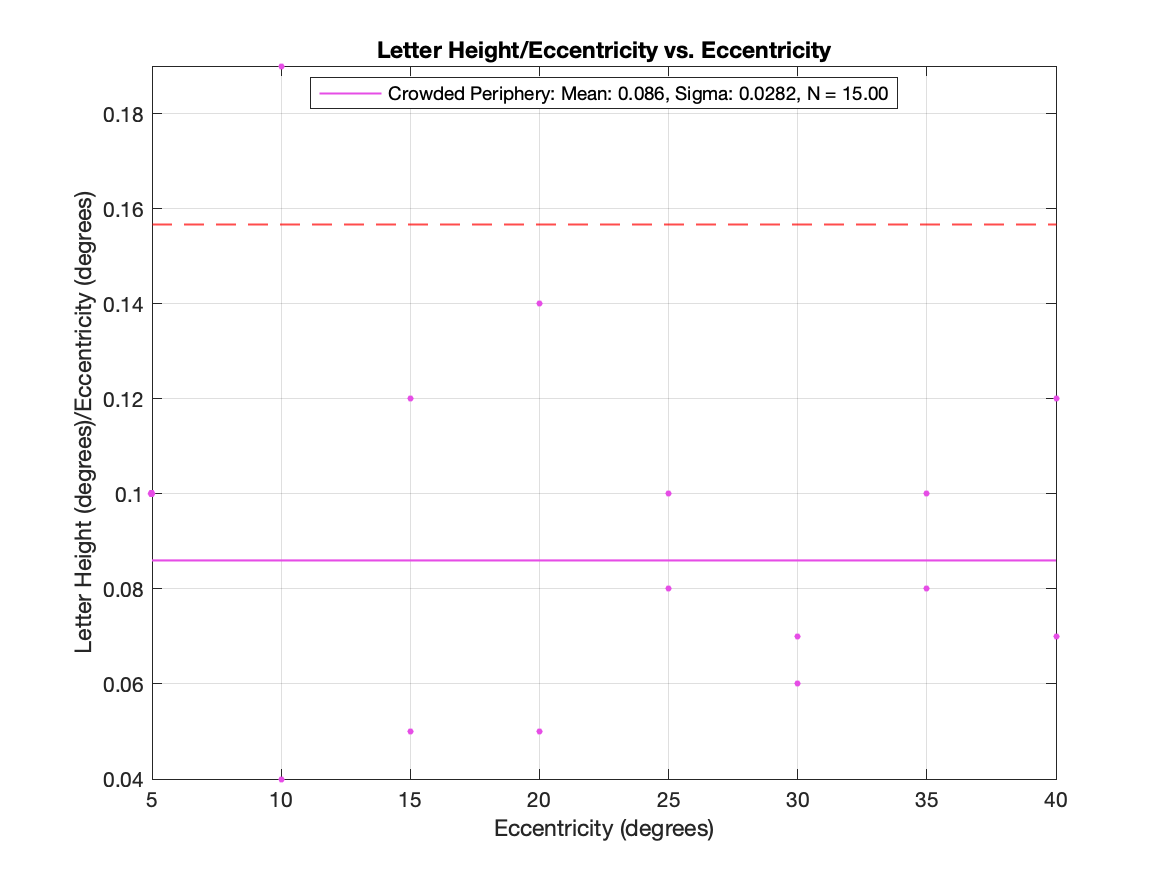 Letter Height/Eccentricity vs. Eccentricity
Crowded Periphery: Mean: 0.086, Sigma: 0.0282, N = 15.00
Letter Height (degrees)/Eccentricity (degrees)
0.18
0.16
0.14
0.12
0.1
0.08
0.06
0.04
5 10 15 20 25 30 35 40
Eccentricity (degrees)